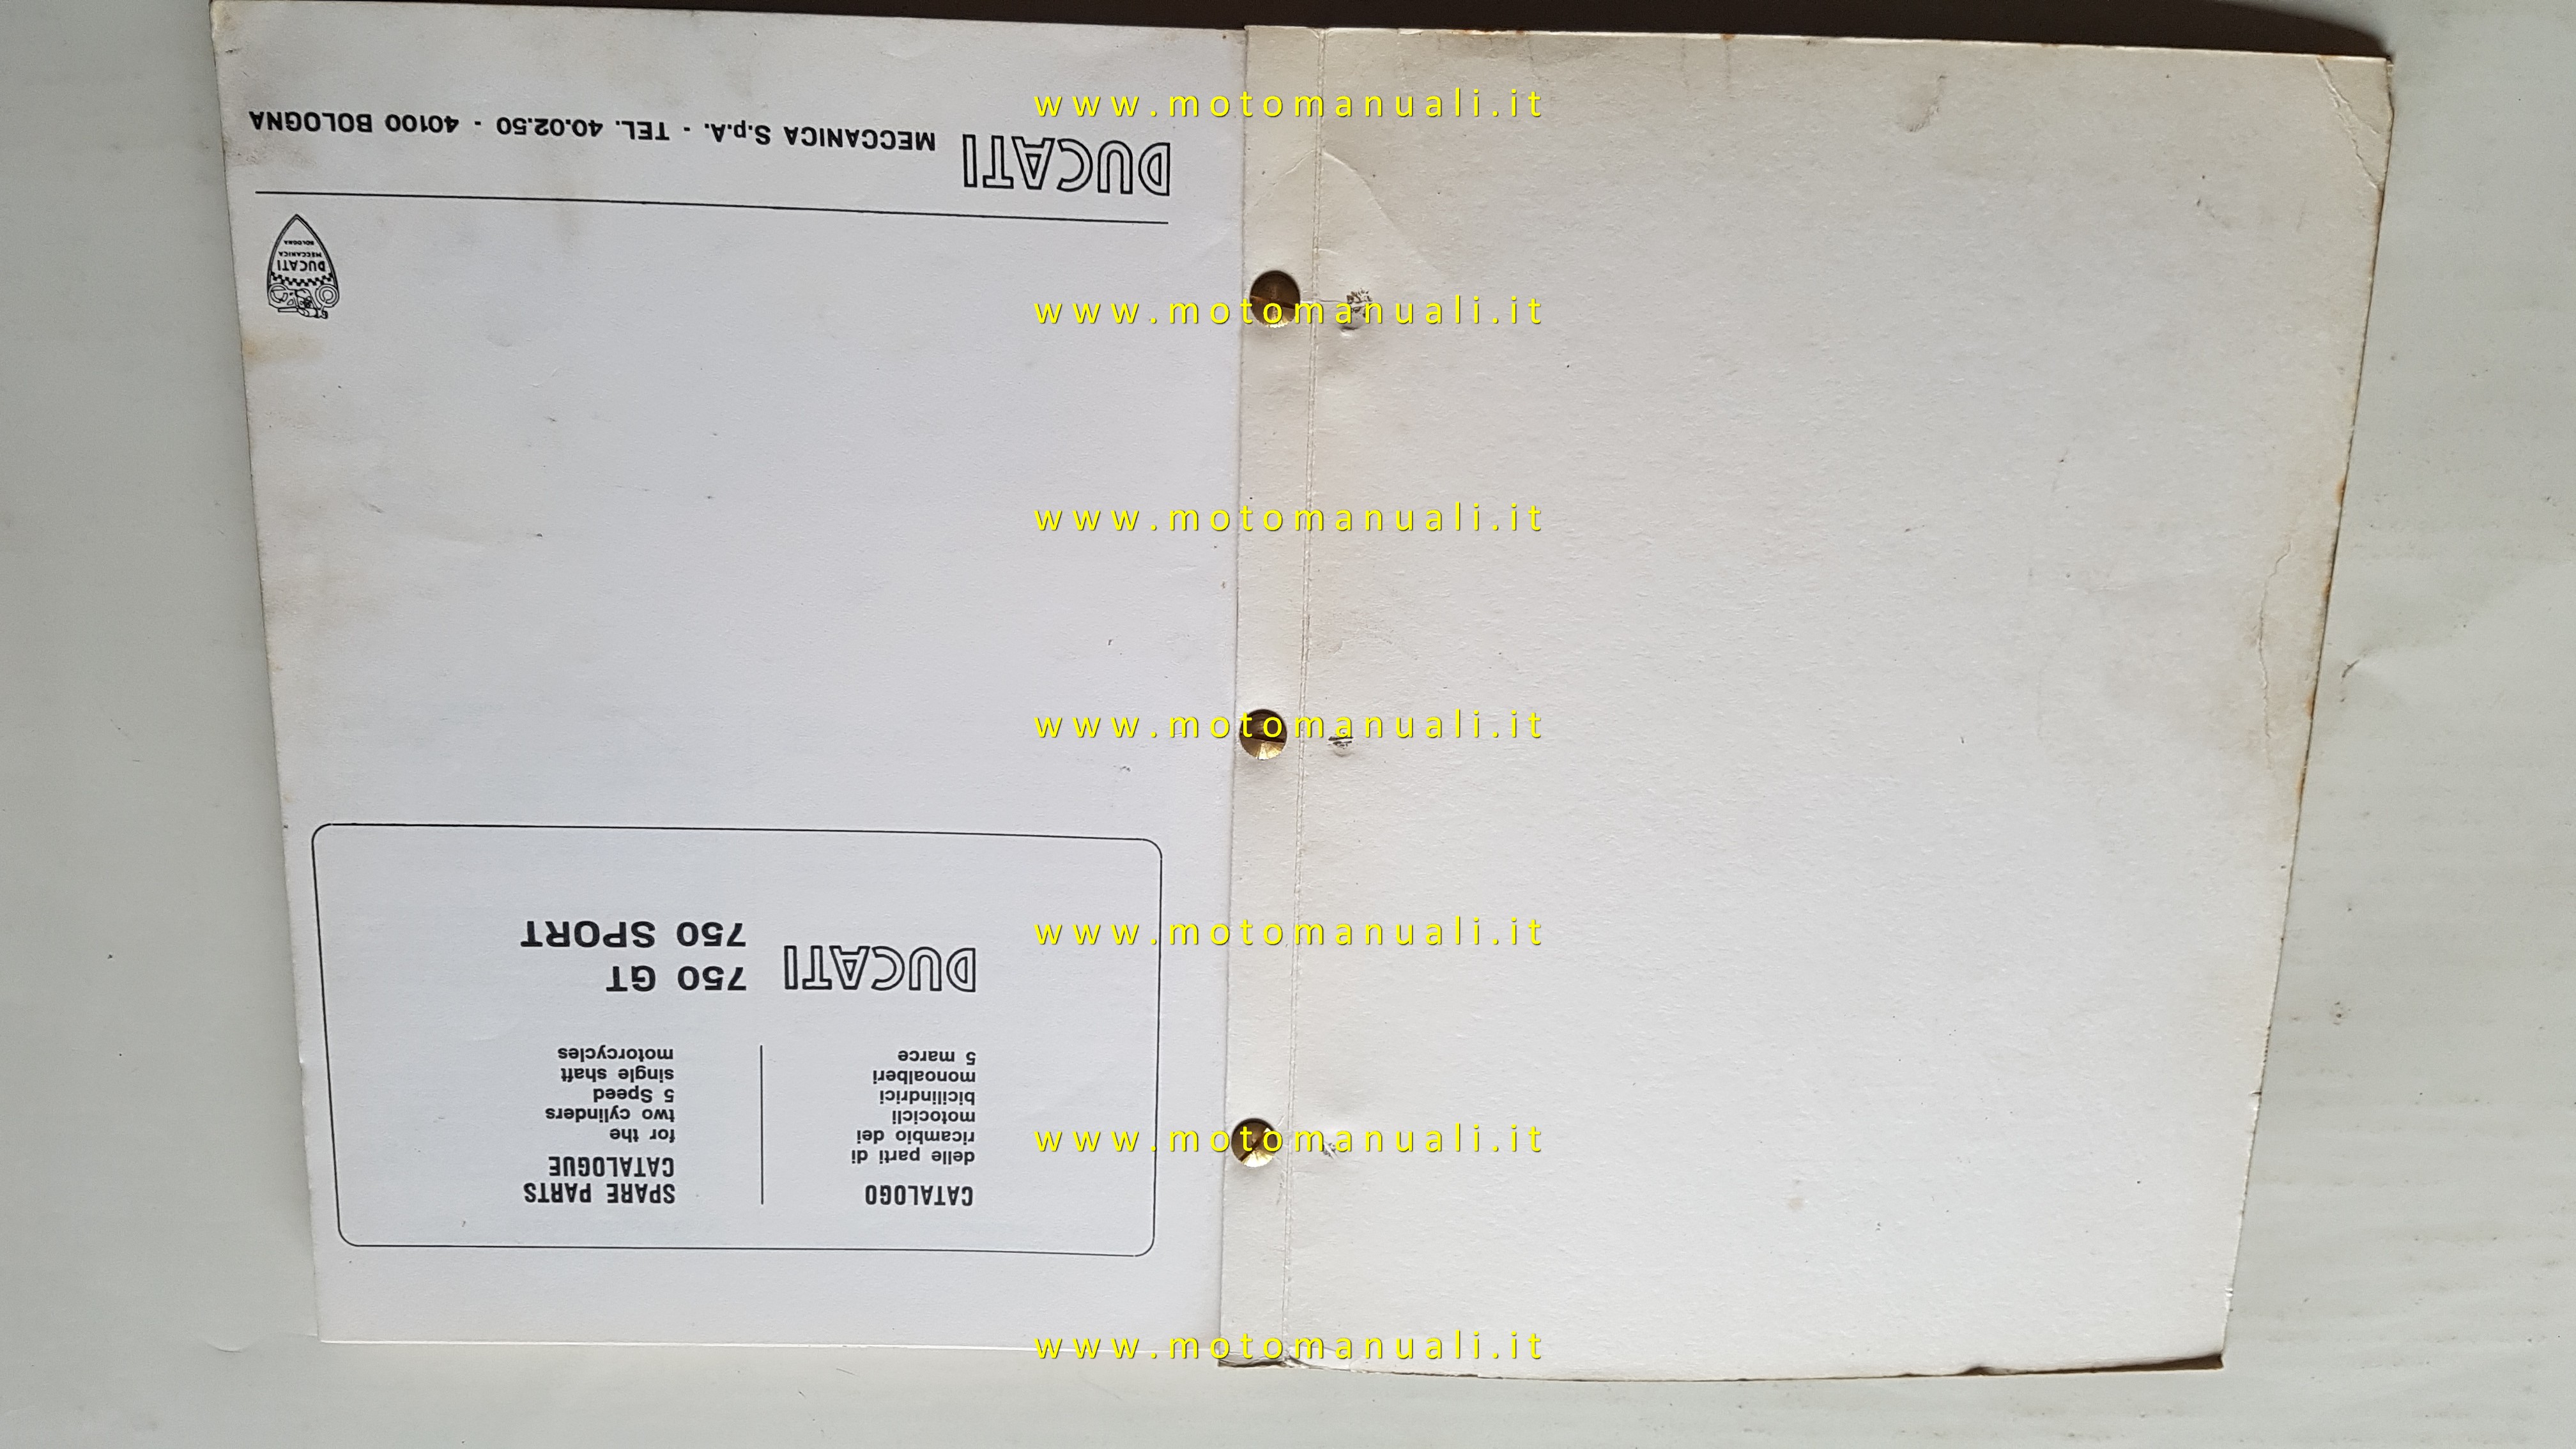 CATALOGO
delle parti di
ricambio dei
motocicli
bicilindrici
monoalberi
5 marce
SPARE PARTS
CATALOGUE
for the
two cylinders
5 Speed
single shaft
motorcycles
DUCATI 750 GT
750 SPORT
DUCATI
MECCANICA
BOLOGNA
DUCATI MECCANICA S.p.A. - TEL. 40.02.50 - 40100 BOLOGNA
www.motomanuali.it
www.motomanuali.it
www.motomanuali.it
www.motomanuali.it
www.motomanuali.it
www.motomanuali.it
www.motomanuali.it